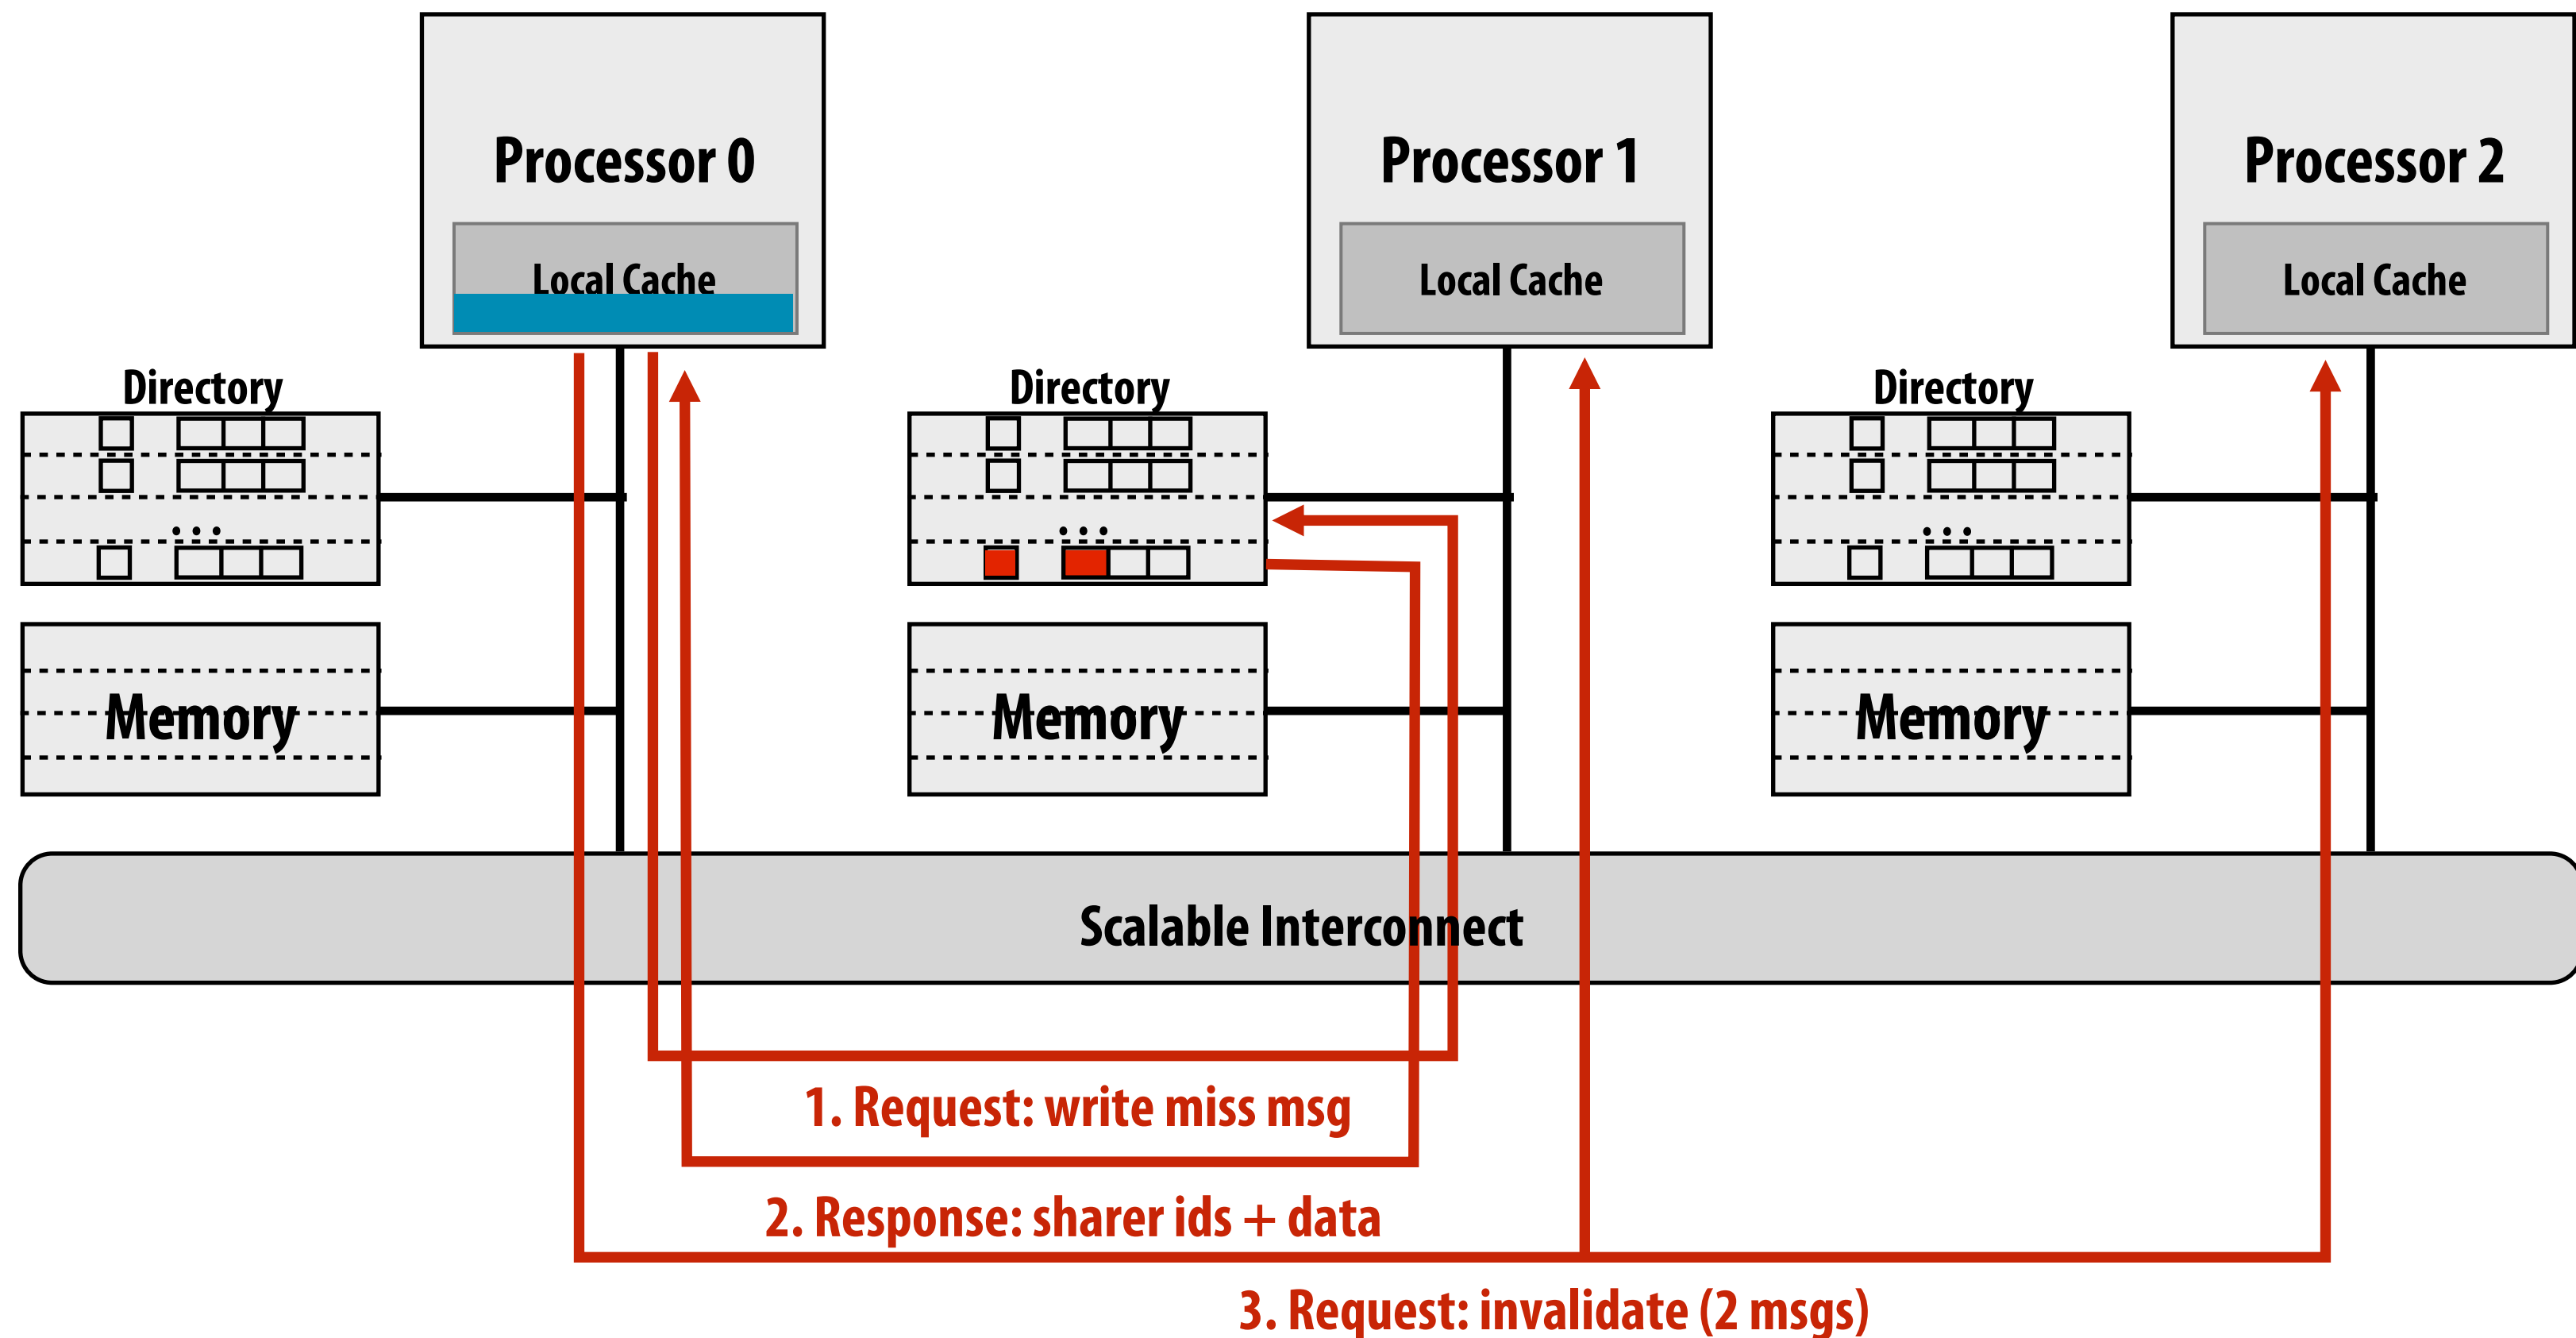 Processor 0
Processor 1
Processor 2
Local Cache
Local Cache
Local Cache
Directory
Directory
Directory
...
...
...
Memory
Memory
Memory
Scalable Interconnect
1. Request: write miss msg
2. Response: sharer ids + data
3. Request: invalidate (2 msgs)